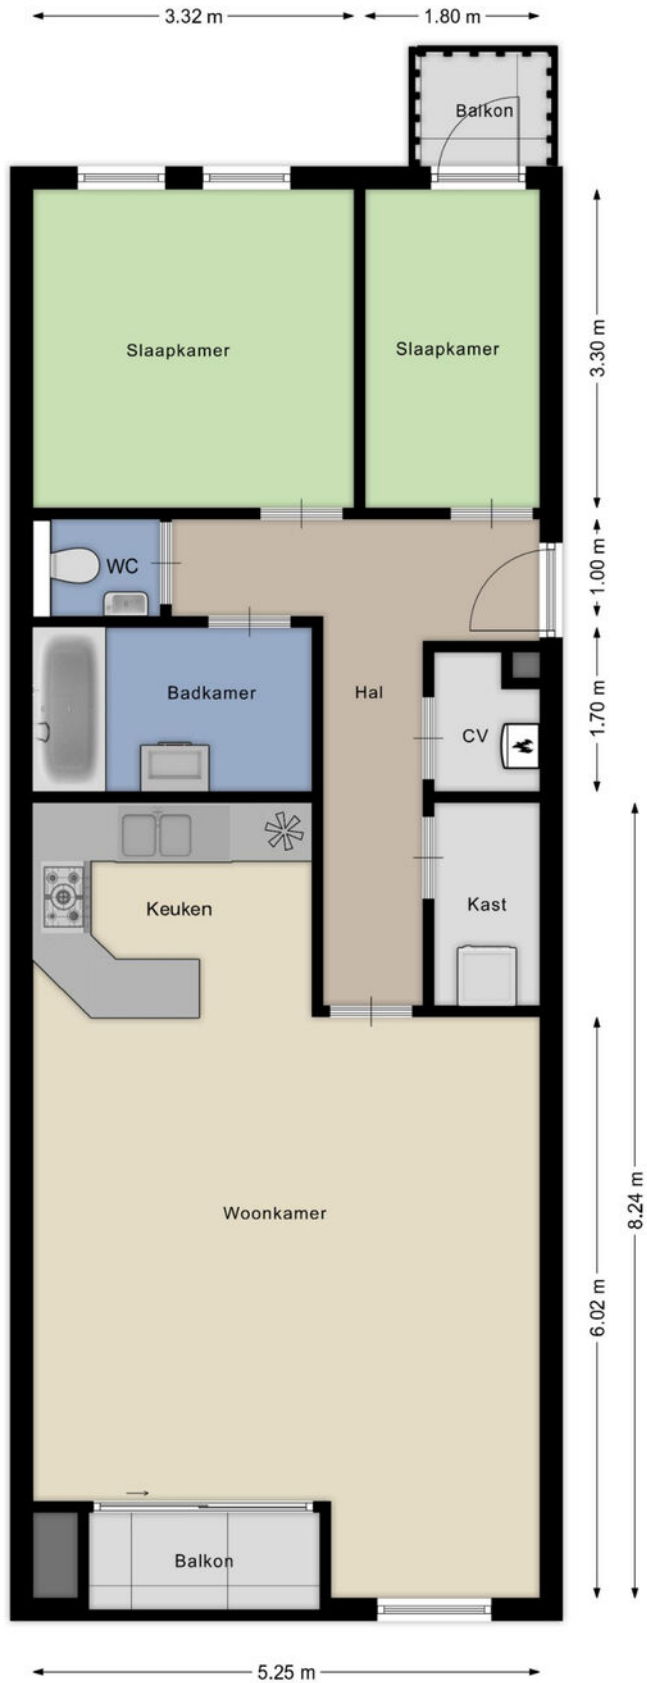 3.32 m
1.80 m
Balkon
Slaapkamer
Slaapkamer
3.30 m
WC
1.00 m
Badkamer
Hal
1.70 m
CV
Keuken
Kast
Woonkamer
8.24 m
6.02 m
Balkon
5.25 m